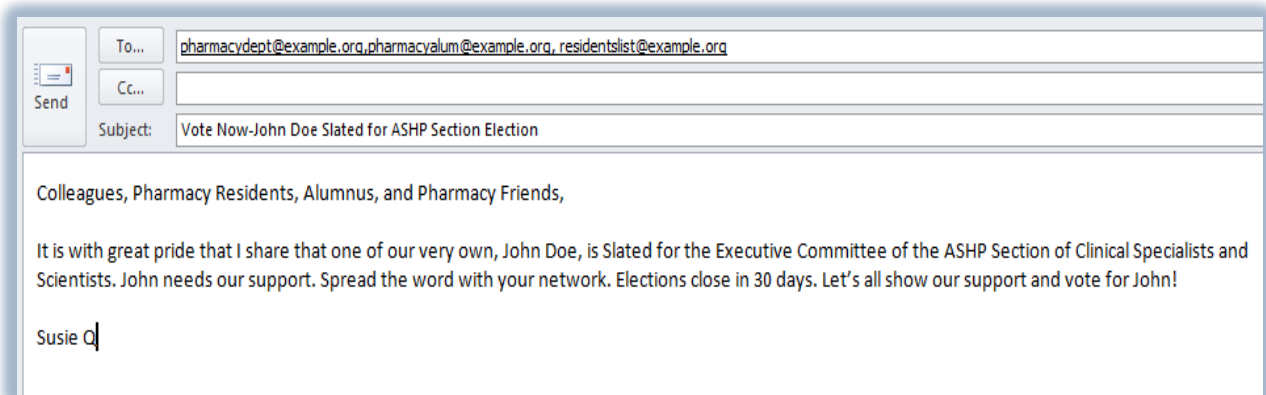 To...
pharmacydept@example.org,pharmacyalum@example.org, residentslist@example.org
Send
Cc...
Subject:
Vote Now-John Doe Slated for ASHP Section Election
Colleagues, Pharmacy Residents, Alumnus, and Pharmacy Friends,
It is with great pride that I share that one of our very own, John Doe, is Slated for the Executive Committee of the ASHP Section of Clinical Specialists and
Scientists. John needs our support. Spread the word with your network. Elections close in 30 days. Let’s all show our support and vote for John!
Susie Q